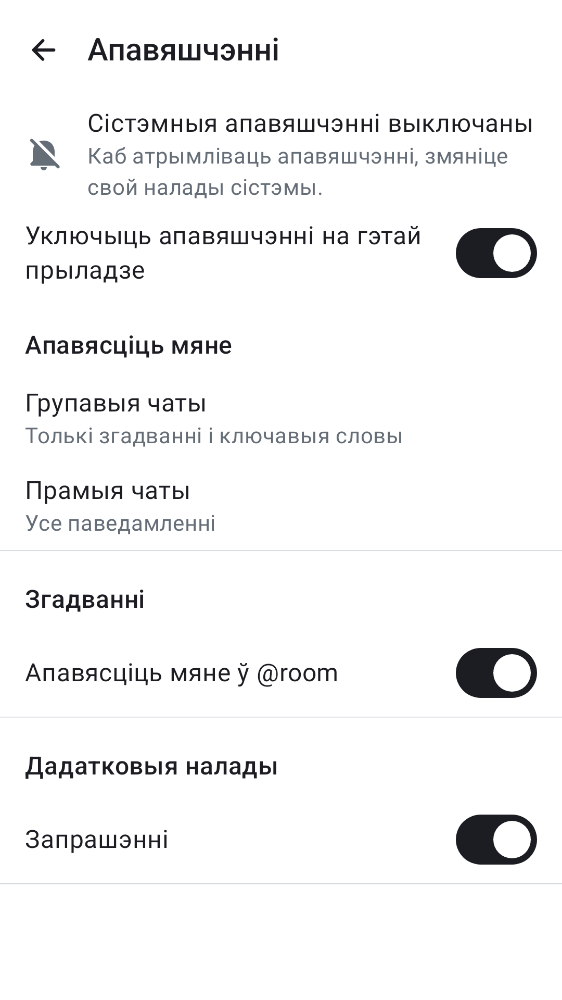 Апавяшчэнні
Сістэмныя апавяшчэнні выключаны
Каб атрымліваць апавяшчэнні, змяніце
свой налады сістэмы.
Уключыць апавяшчэнні на гэтай
прыладзе
Апавясціць мяне
Групавыя чаты
Толькі згадванні і ключавыя словы
Прамыя чаты
Усе паведамленні
Згадванні
Апавясціць мяне ў @room
Дадатковыя налады
Запрашэнні